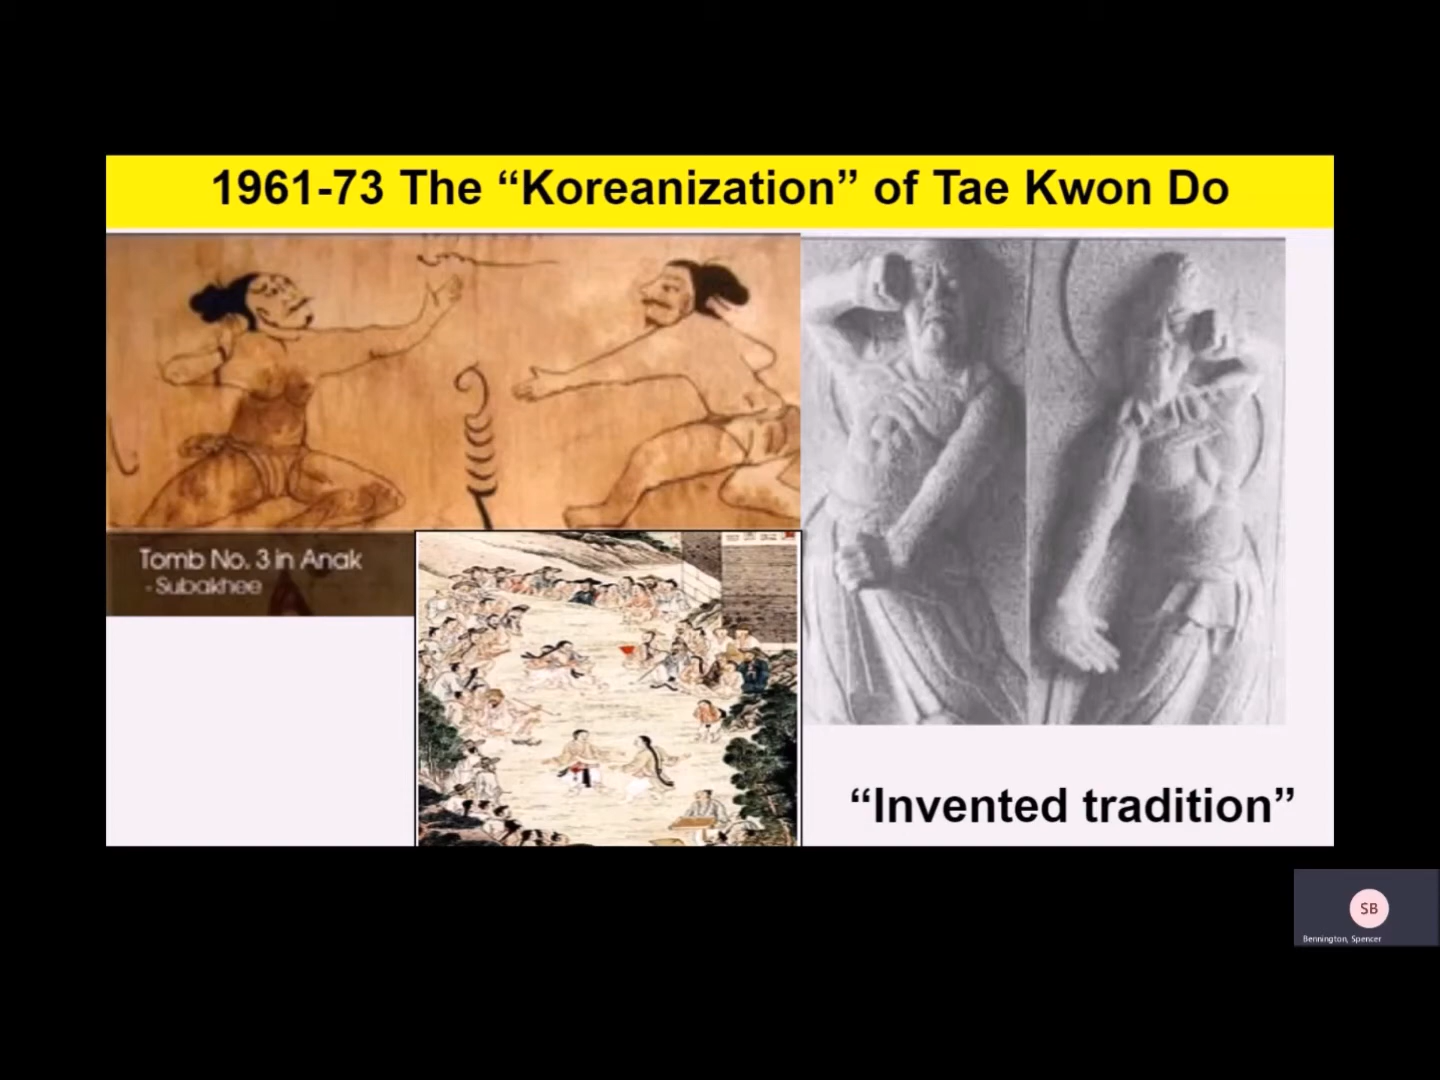 1961-73 The “Koreanization” of Tae Kwon Do
Tomb No. 3 in Anak
- Subakhee
“Invented tradition”
SB
Bennington, Spencer